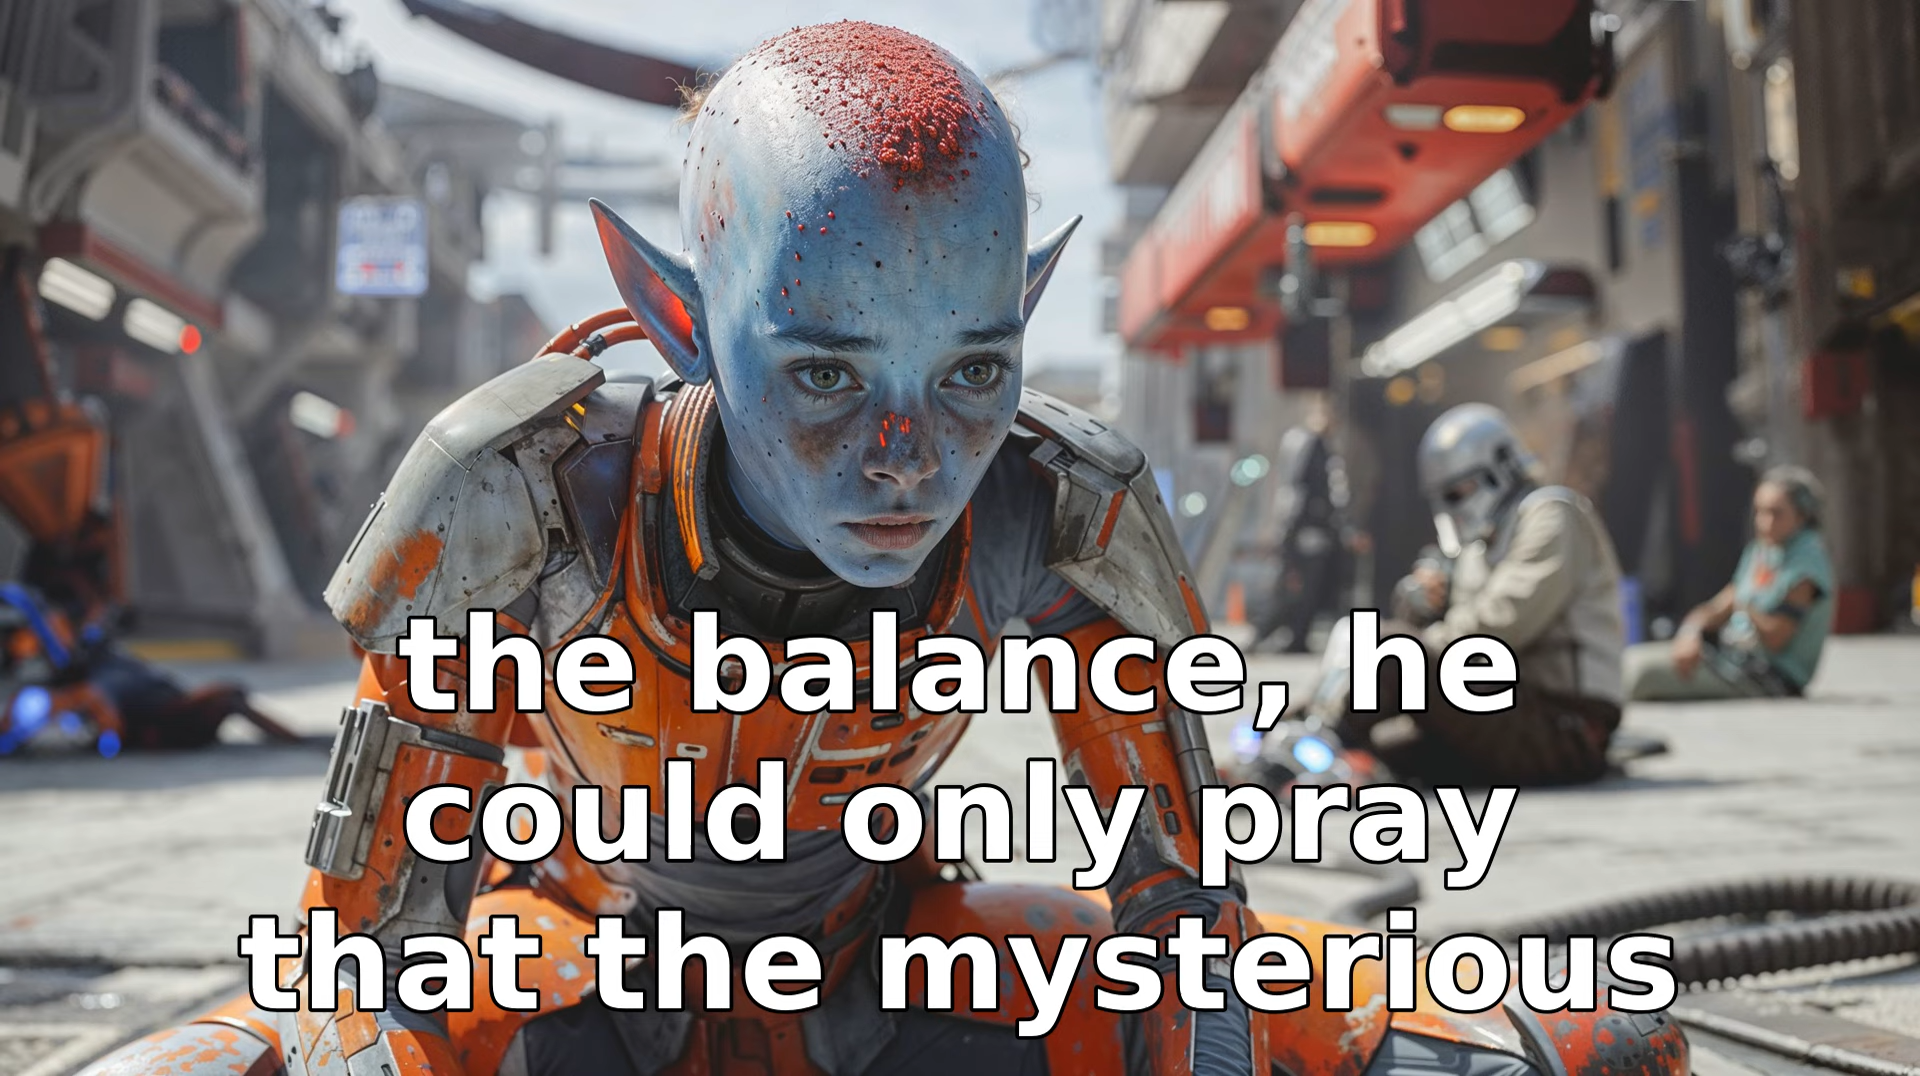 the balance, he
could only pray
that the mysterious